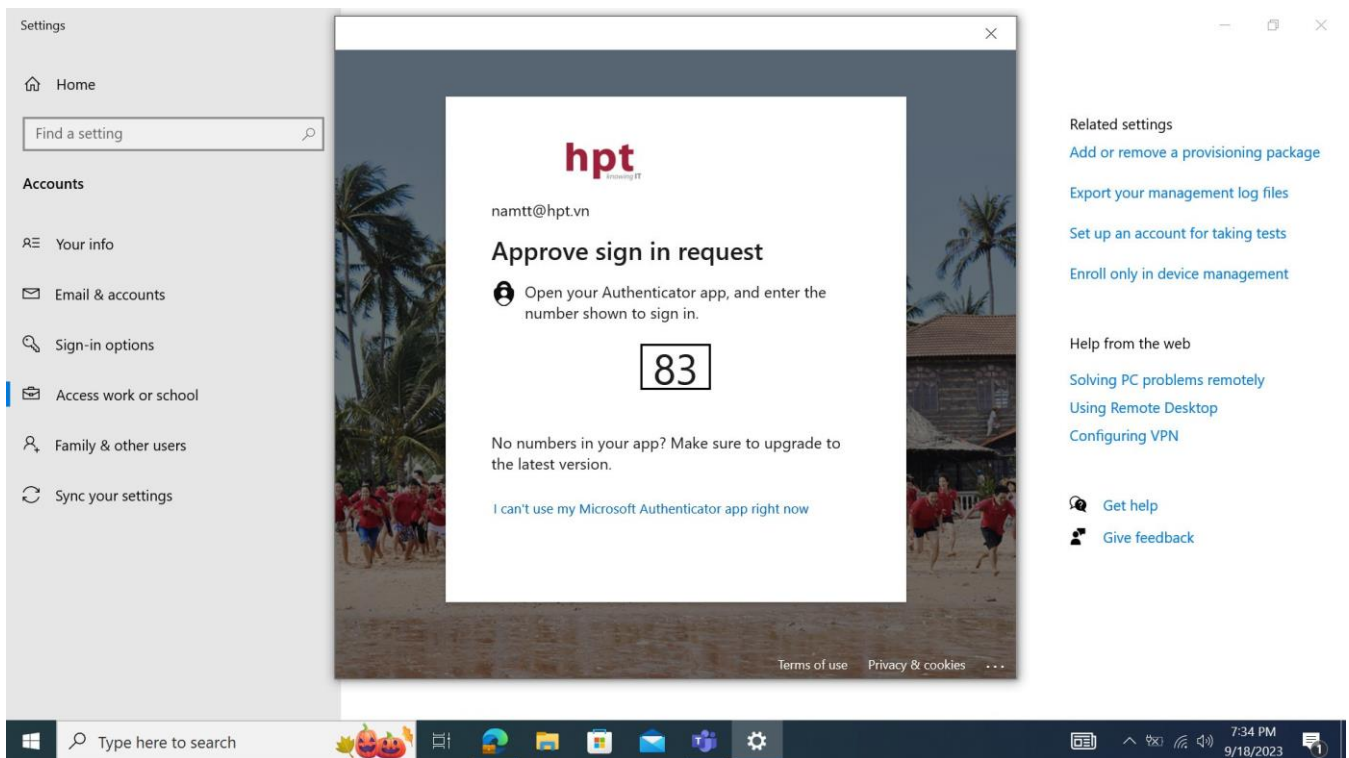 Settings
Home
Find a setting
Accounts
Your info
Email & accounts
Sign-in options
Access work or school
Family & other users
Sync your settings
hpt
knowing IT
namtt@hpt.vn
Approve sign in request
Open your Authenticator app, and enter the
number shown to sign in.
83
No numbers in your app? Make sure to upgrade to
the latest version.
I can't use my Microsoft Authenticator app right now
Terms of use Privacy & cookies ...
Related settings
Add or remove a provisioning package
Export your management log files
Set up an account for taking tests
Enroll only in device management
Help from the web
Solving PC problems remotely
Using Remote Desktop
Configuring VPN
Get help
Give feedback
Type here to search
7:34 PM
9/18/2023
1